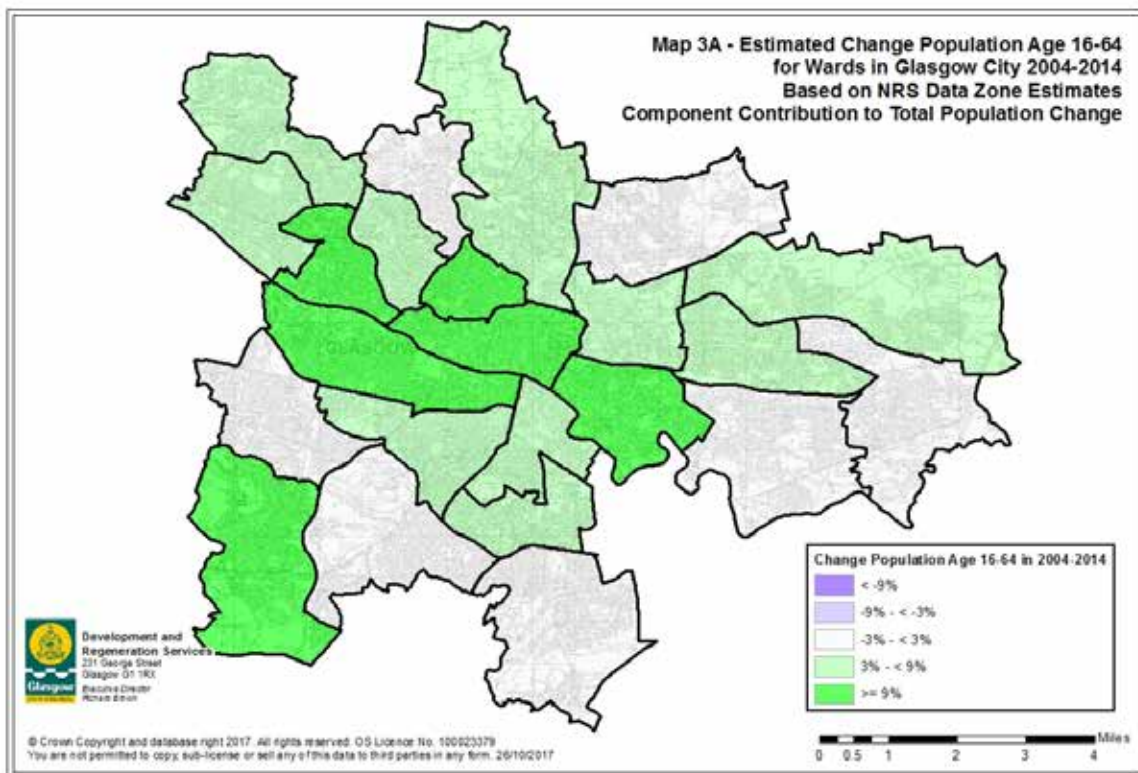 Map 3A - Estimated Change Population Age 16-64
for Wards in Glasgow City 2004-2014
Based on NRS Data Zone Estimates
Component Contribution to Total Population Change
GLASGOW
Change Population Age 16-64 in 2004-2014
< -9%
-9% - < -3%
-3% - < 3%
3% - < 9%
>= 9%
Development and
Regeneration Services
231 George Street
Glasgow G1 1RX
Executive Director
Glasgow
© Crown Copyright and database right 2017. All rights reserved. OS Licence No. 100023379
You are not permitted to copy, sub-license or sell any of this data to third parties in any form. 26/10/2017
Miles
0 0.5 1 2 3 4